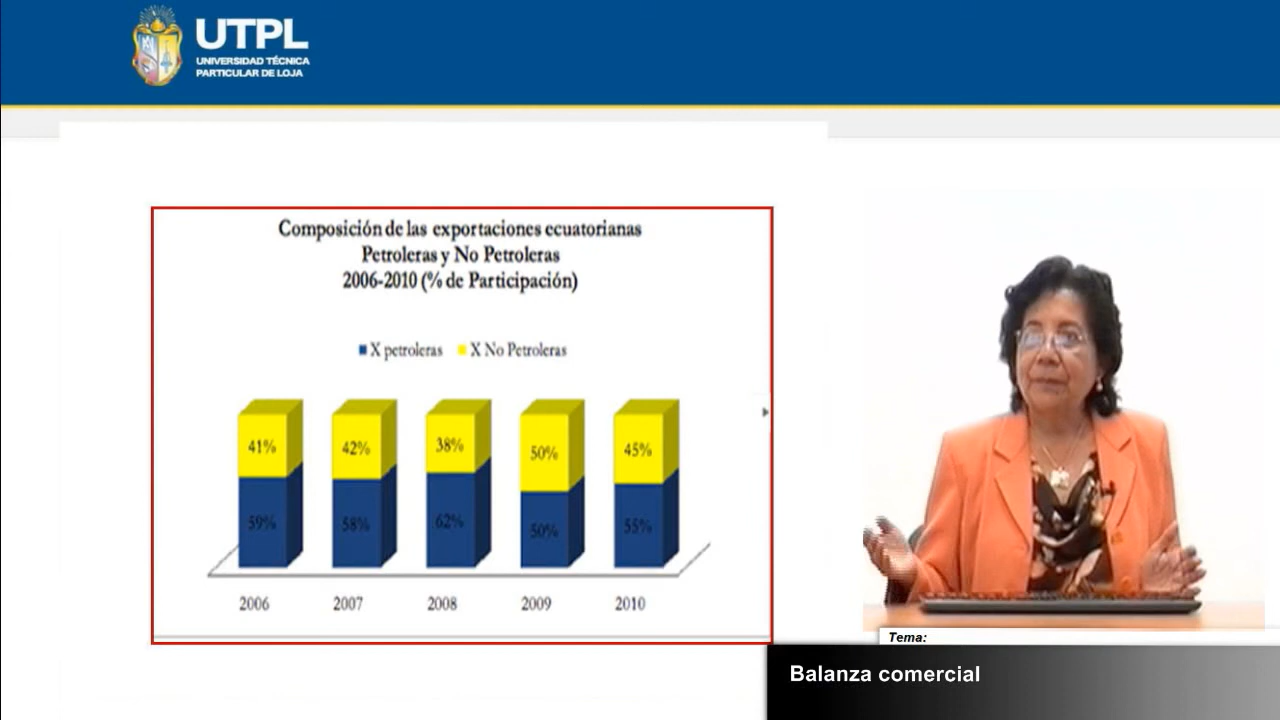 UTPL
UNIVERSIDAD TÉCNICA
PARTICULAR DE LOJA
Composición de las exportaciones ecuatorianas
Petroleras y No Petroleras
2006-2010 (% de Participación)
X petroleras X No Petroleras
41% 42% 38% 50% 45%
59% 58% 62% 50% 55%
2006 2007 2008 2009 2010
Tema:
Balanza comercial